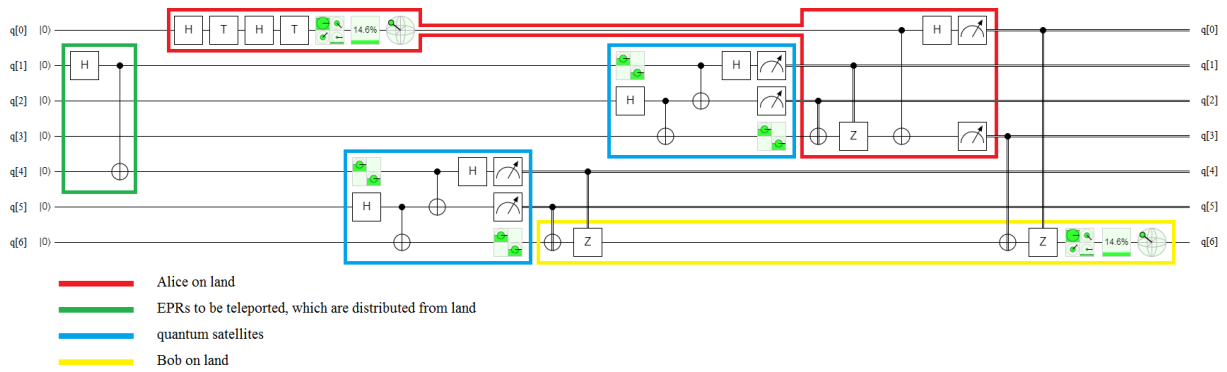 q[0] |0⟩ H T H T 14.6% H q[0]
q[1] |0⟩ H H q[1]
q[2] |0⟩ H q[2]
q[3] |0⟩ Z q[3]
q[4] |0⟩ H q[4]
q[5] |0⟩ H q[5]
q[6] |0⟩ Z Z 14.6% q[6]
Alice on land
EPRs to be teleported, which are distributed from land
quantum satellites
Bob on land